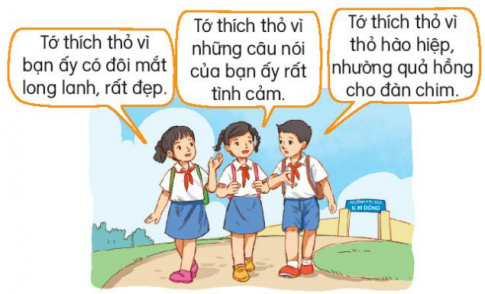 Tớ thích thỏ vì
bạn ấy có đôi mắt
long lanh, rất đẹp.
Tớ thích thỏ vì
những câu nói
của bạn ấy rất
tình cảm.
Tớ thích thỏ vì
thỏ hào hiệp,
nhường quả hồng
cho đàn chim.